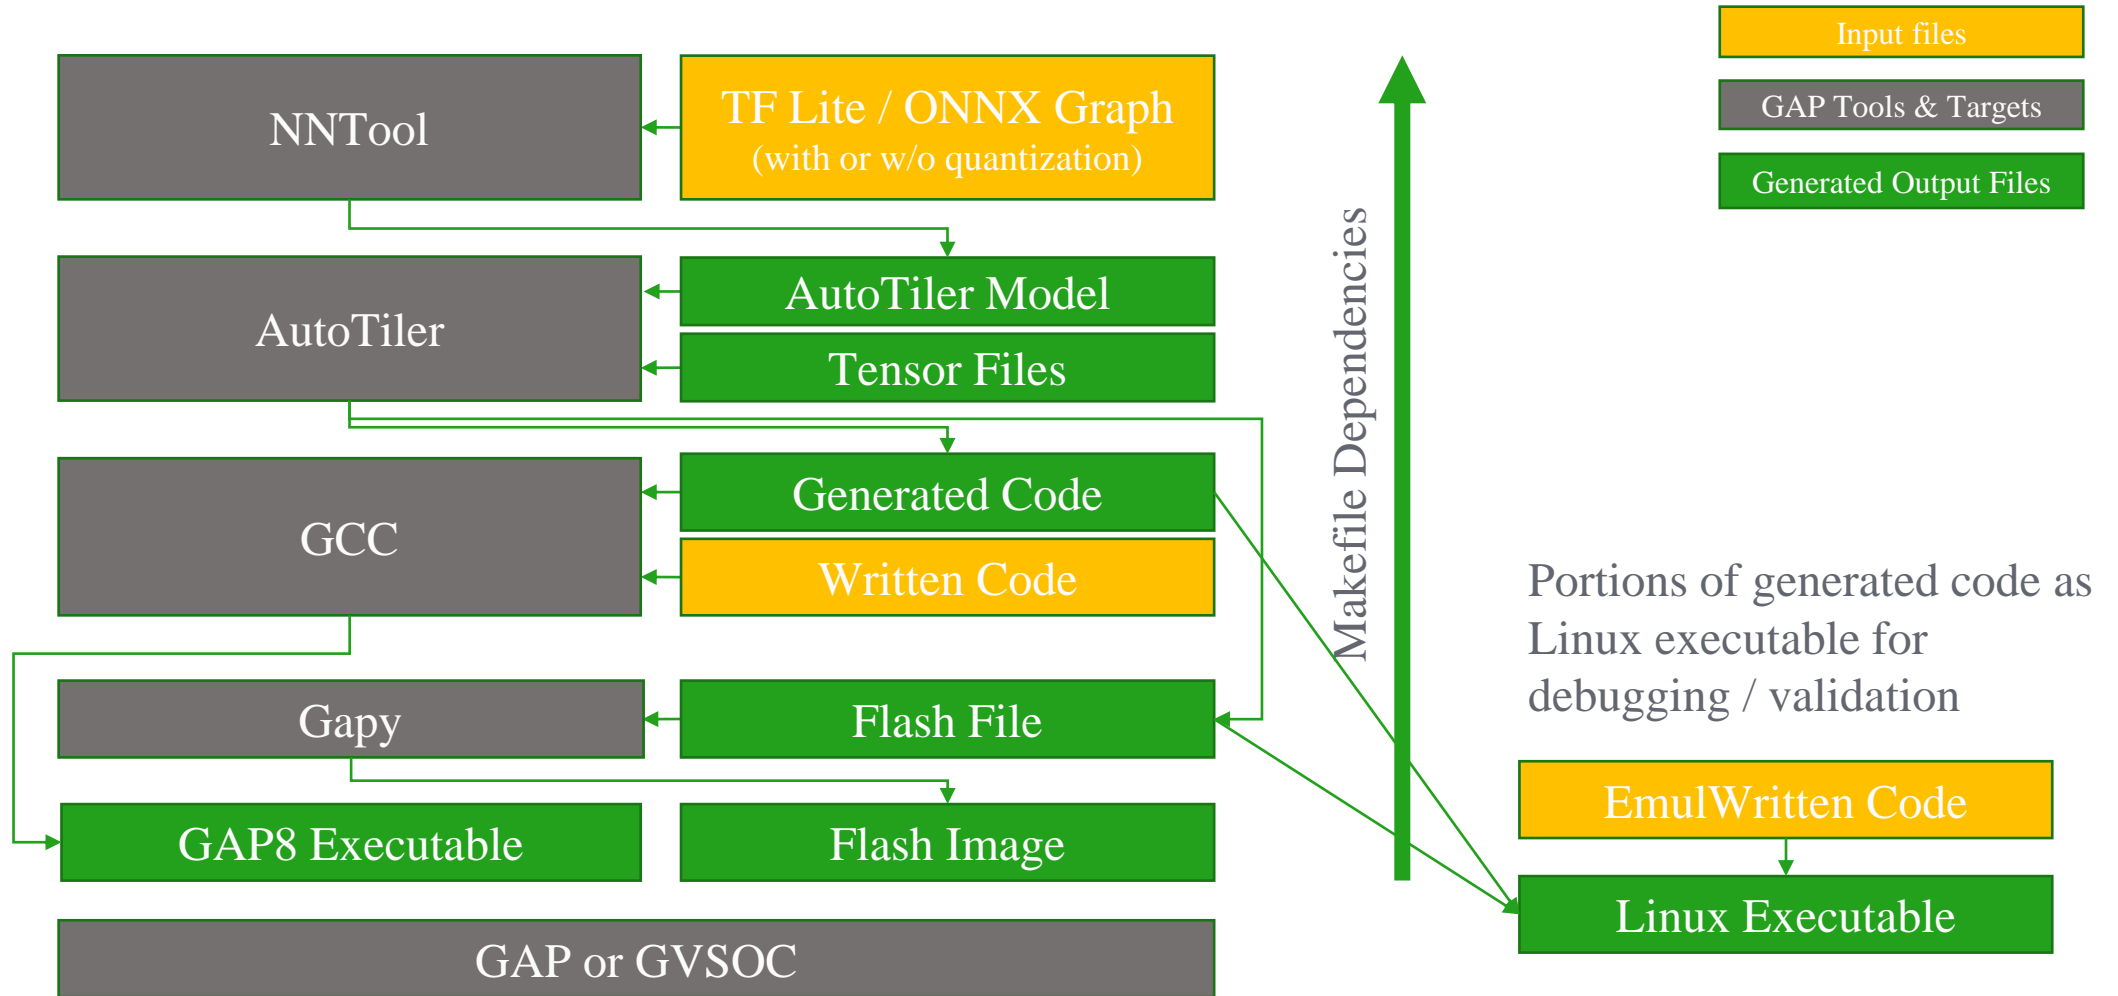 Input files
GAP Tools & Targets
Generated Output Files
NNTool
TF Lite / ONNX Graph
(with or w/o quantization)
AutoTiler
AutoTiler Model
Tensor Files
GCC
Generated Code
Written Code
Gapy
Flash File
GAP8 Executable
Flash Image
GAP or GVSOC
Makefile Dependencies
Portions of generated code as
Linux executable for
debugging / validation
EmulWritten Code
Linux Executable